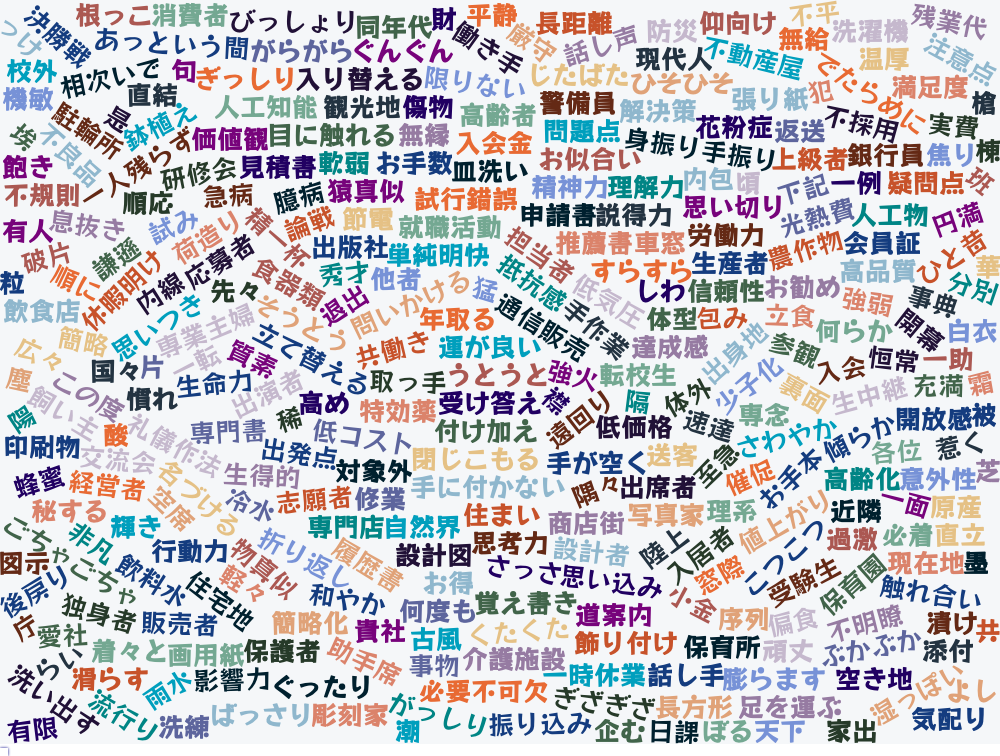 決勝戦
根っこ
消費者
びっしょり
同年代
財
平静
働き手
厳守
長距離
話し声
防災
仰向け
不平
無給
洗濯機
残業代
注意点
あっという間
がらがら
ぐんぐん
現代人
不動産屋
温厚
校外
相次いで
句
ぎっしり
入り替える
限りない
じたばた
ひそひそ
でたらめに
満足度
機敏
直結
人工知能
観光地
傷物
高齢者
警備員
解決策
張り紙
犯
不採用
槍
実費
埃
不良品
駐輪所
是
鉢植え
価値観
目に触れる
無縁
入会金
問題点
身振り手振り
花粉症
返送
上級者
銀行員
焦り
棟
飽き
一人残らず
研修会
見積書
軟弱
お手数
皿洗い
お似合い
不規則
順応
急病
臆病
猿真似
試行錯誤
精神力
理解力
内包
頃
下記
一例
疑問点
班
有人
息抜き
試み
荷造り
精一杯
論戦
節電
就職活動
申請書
説得力
思い切り
光熱費
人工物
円満
破片
謙遜
休暇明け
内線
応募者
出版社
単純明快
担当者
推薦書
車窓
労働力
農作物
会員証
ひと昔
粒
順に
先々
食器類
秀才
他者
猛
抵抗感
すらすら
生産者
高品質
華
分別
飲食店
思いつき
そうとう
退出
問いかける
通信販売
低気圧
しわ
信頼性
お勧め
強弱
事典
簡略
専業主婦
立て替える
共働き
年取る
手作業
体型
包み
立食
何らか
開幕
白衣
広々
国々
片
一転
質素
運が良い
達成感
出身地
参観
入会
恒常
一助
塵
この度
慣れ
生命力
出演者
取っ手
うとうと
強火
転校生
体外
少子化
裏面
生中継
充満
霜
陽
飼い主
礼儀作法
稀
高め
特効薬
受け答え
襟
遠回り
隔
速達
専念
印刷物
酸
交流会
専門書
低コスト
付け加え
低価格
至急
さわやか
傾らか
開放感
被
出発点
対象外
閉じこもる
手が空く
送客
催促
お手本
各位
惹く
蜂蜜
経営者
名づける
生得的
志願者
修業
手に付かない
隅々
出席者
高齢化
意外性
芝
秘する
空席
冷水
専門店
自然界
住まい
商店街
写真家
理系
値上がり
近隣
一面
原産
ごちゃごちゃ
非凡
輝き
行動力
折り返し
履歴書
設計図
思考力
設計者
陸上
入居者
こつこつ
過激
必着
直立
図示
飲料水
物真似
軽々
お得
さっさ
思い込み
窓際
受験生
保育園
現在地
墨
後戻り
独身者
住宅地
和やか
何度も
覚え書き
道案内
小金
序列
偏食
不明瞭
触れ合い
漬け
共
庁
愛社
販売者
簡略化
貴社
古風
くたくた
飾り付け
保育所
頑丈
ぶかぶか
添付
着々と
画用紙
保護者
助手席
事物
介護施設
一時休業
話し手
膨らます
空き地
洗い出す
滑らす
雨水
影響力
ぐったり
必要不可欠
ぎざぎざ
長方形
足を運ぶ
湿っぽい
よし
有限
流行り
洗練
ばっさり
彫刻家
がっしり
潮
振り込み
企む
日課
ぼる
天下
家出
気配り